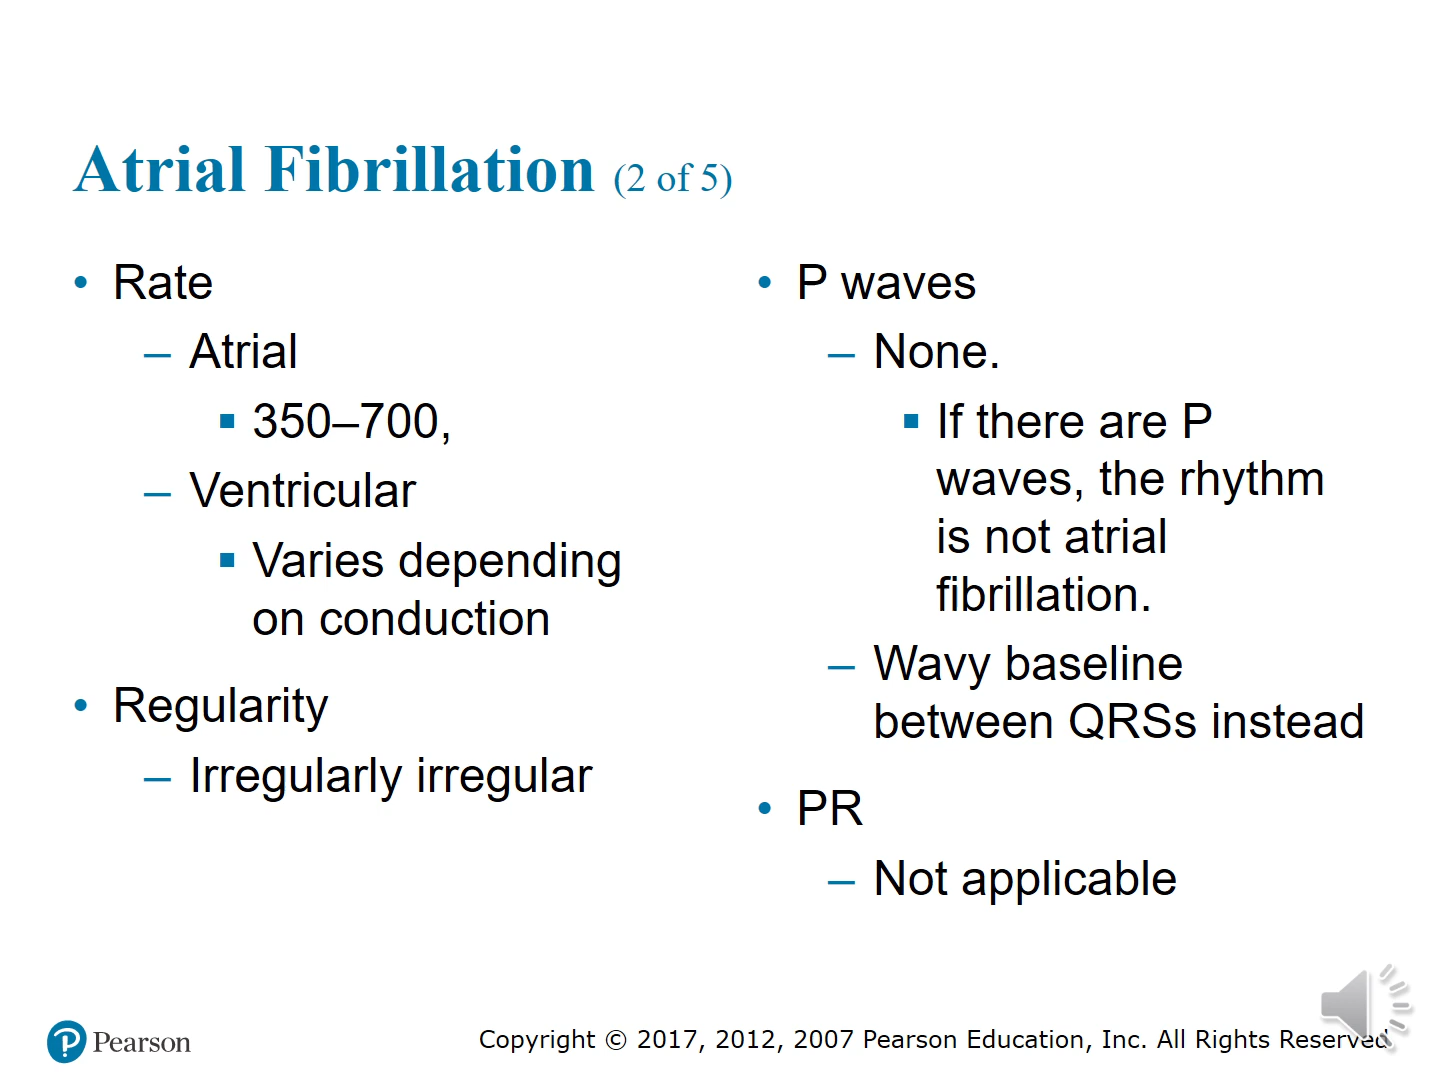 Atrial Fibrillation (2 of 5)
• Rate
– Atrial
▪ 350–700,
– Ventricular
▪ Varies depending
on conduction
• Regularity
– Irregularly irregular
• P waves
– None.
▪ If there are P
waves, the rhythm
is not atrial
fibrillation.
– Wavy baseline
between QRSs instead
• PR
– Not applicable
Pearson
Copyright © 2017, 2012, 2007 Pearson Education, Inc. All Rights Reserved